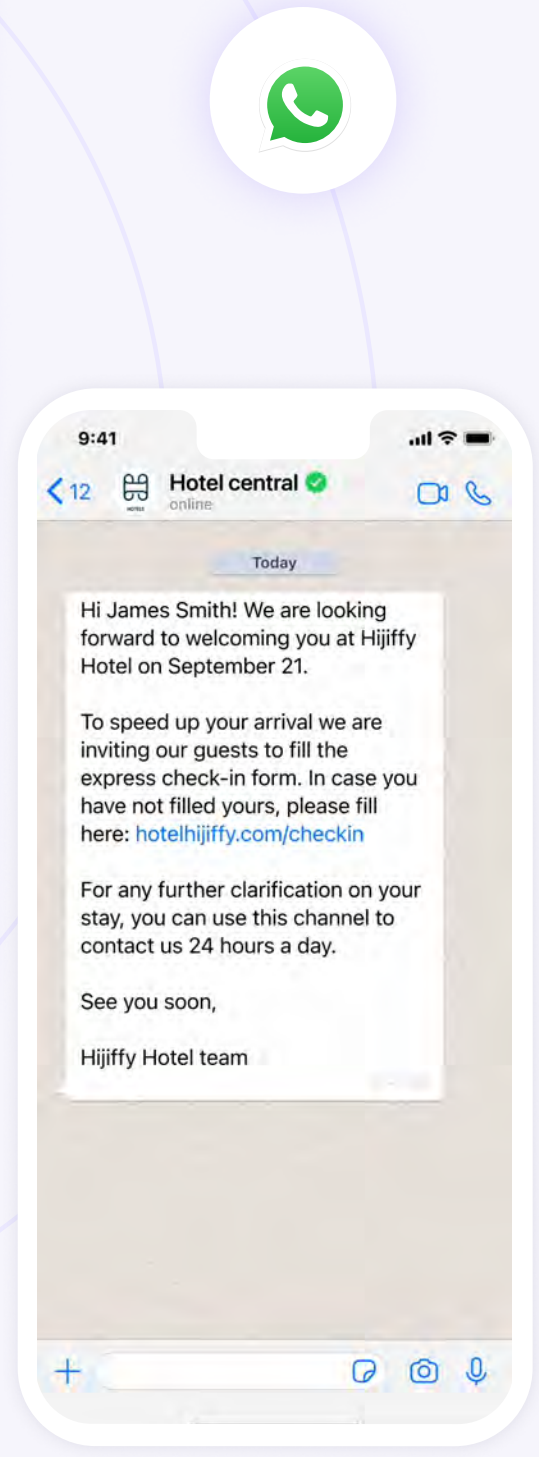 9:41
12
HOTELS
Hotel central
online
Today
Hi James Smith! We are looking
forward to welcoming you at Hijiffy
Hotel on September 21.
To speed up your arrival we are
inviting our guests to fill the
express check-in form. In case you
have not filled yours, please fill
here: hotelhijiffy.com/checkin
For any further clarification on your
stay, you can use this channel to
contact us 24 hours a day.
See you soon,
Hijiffy Hotel team